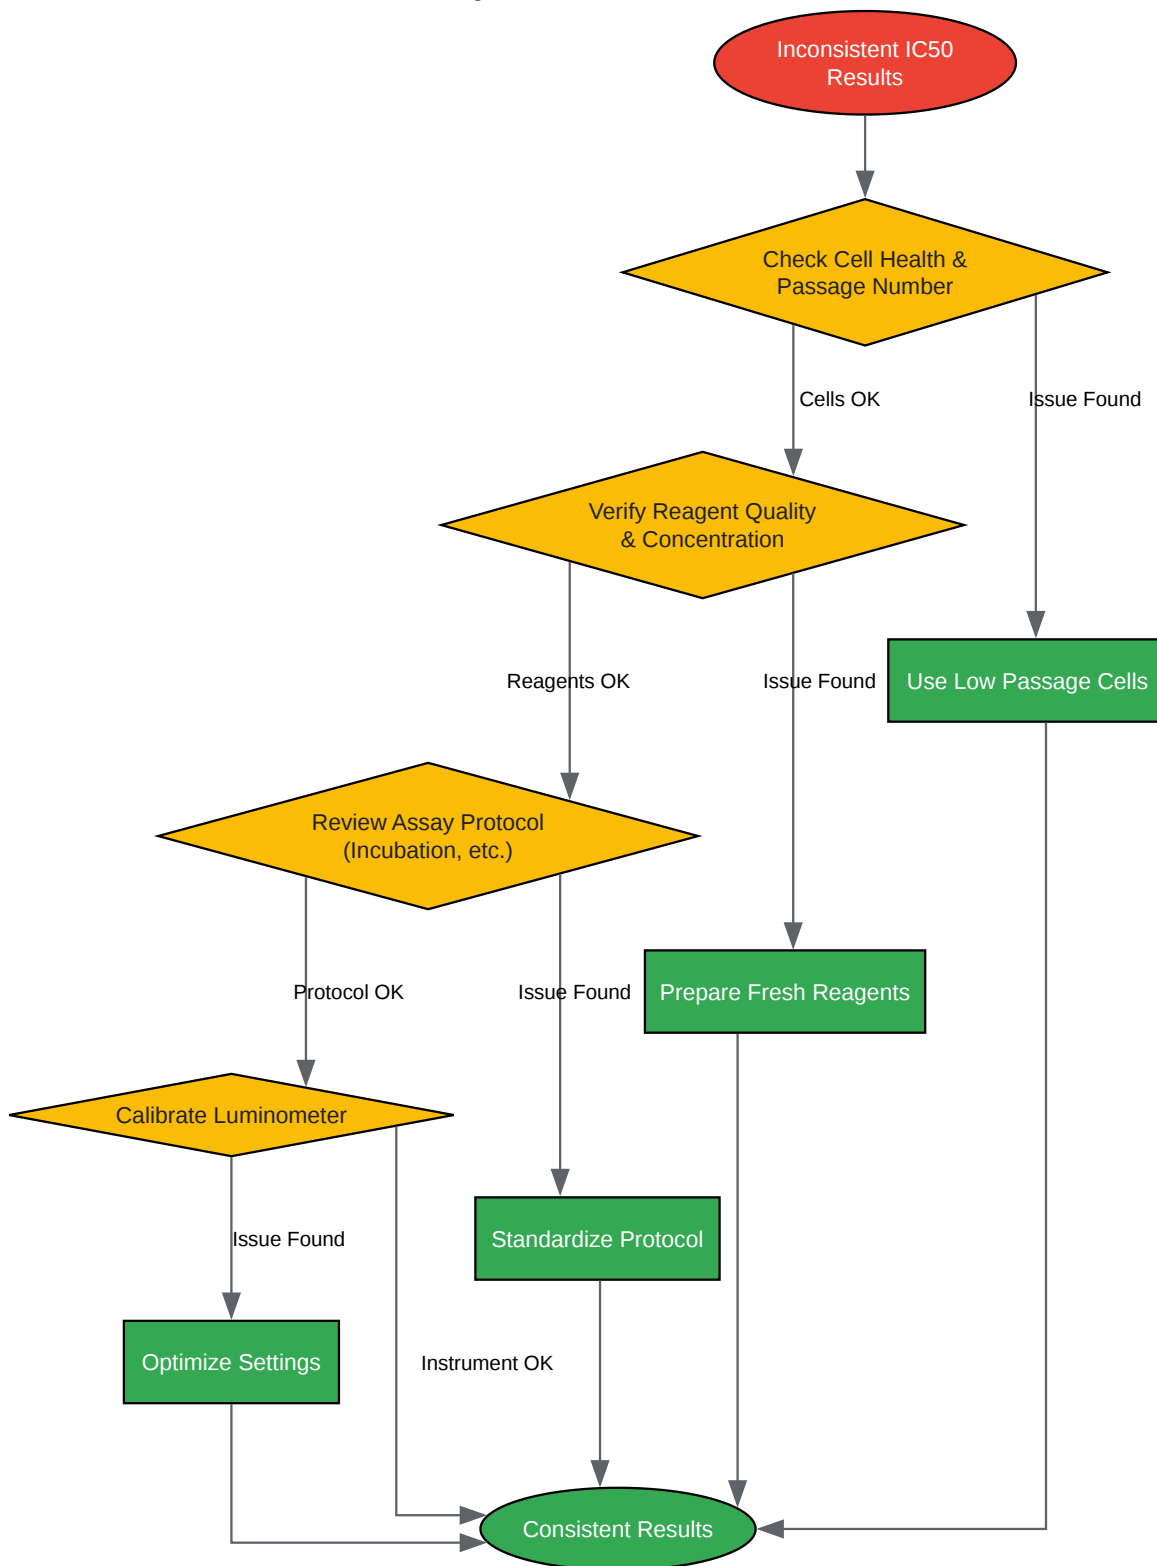 Inconsistent IC50
Results
Check Cell Health &
Passage Number
Cells OK
Issue Found
Verify Reagent Quality
& Concentration
Reagents OK
Issue Found
Use Low Passage Cells
Review Assay Protocol
(Incubation, etc.)
Protocol OK
Issue Found
Prepare Fresh Reagents
Calibrate Luminometer
Issue Found
Standardize Protocol
Optimize Settings
Instrument OK
Consistent Results